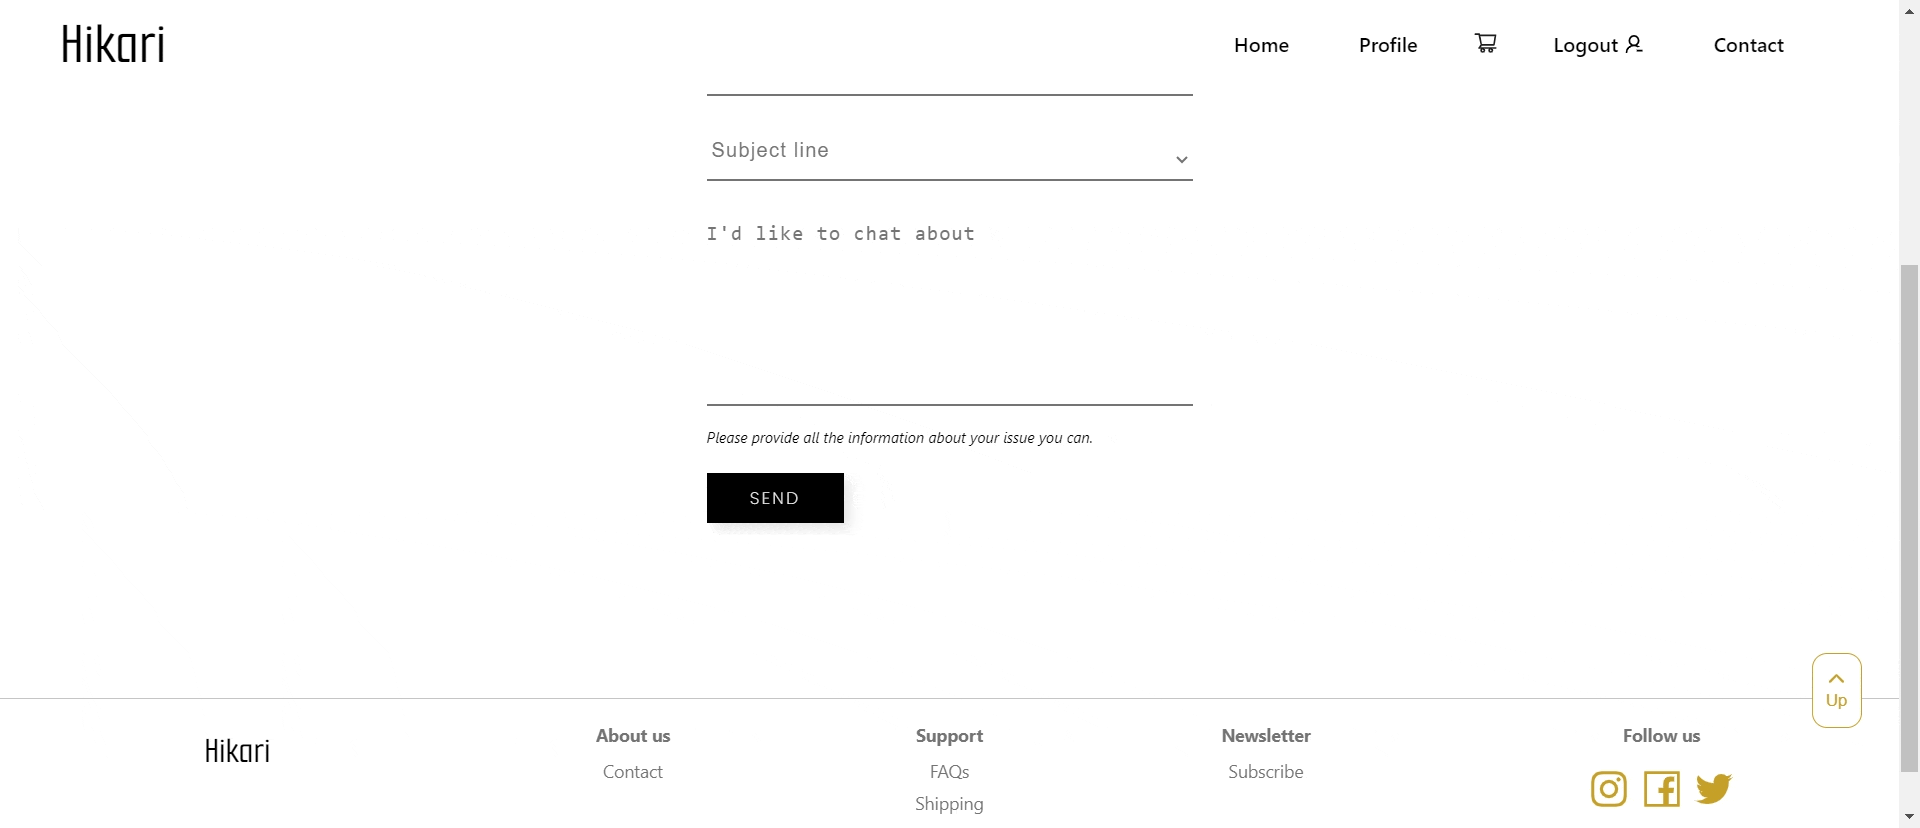 Hikari
Home Profile Logout Contact
Subject line
I'd like to chat about
Please provide all the information about your issue you can.
SEND
Up
Hikari
About us
Contact
Support
FAQs
Shipping
Newsletter
Subscribe
Follow us